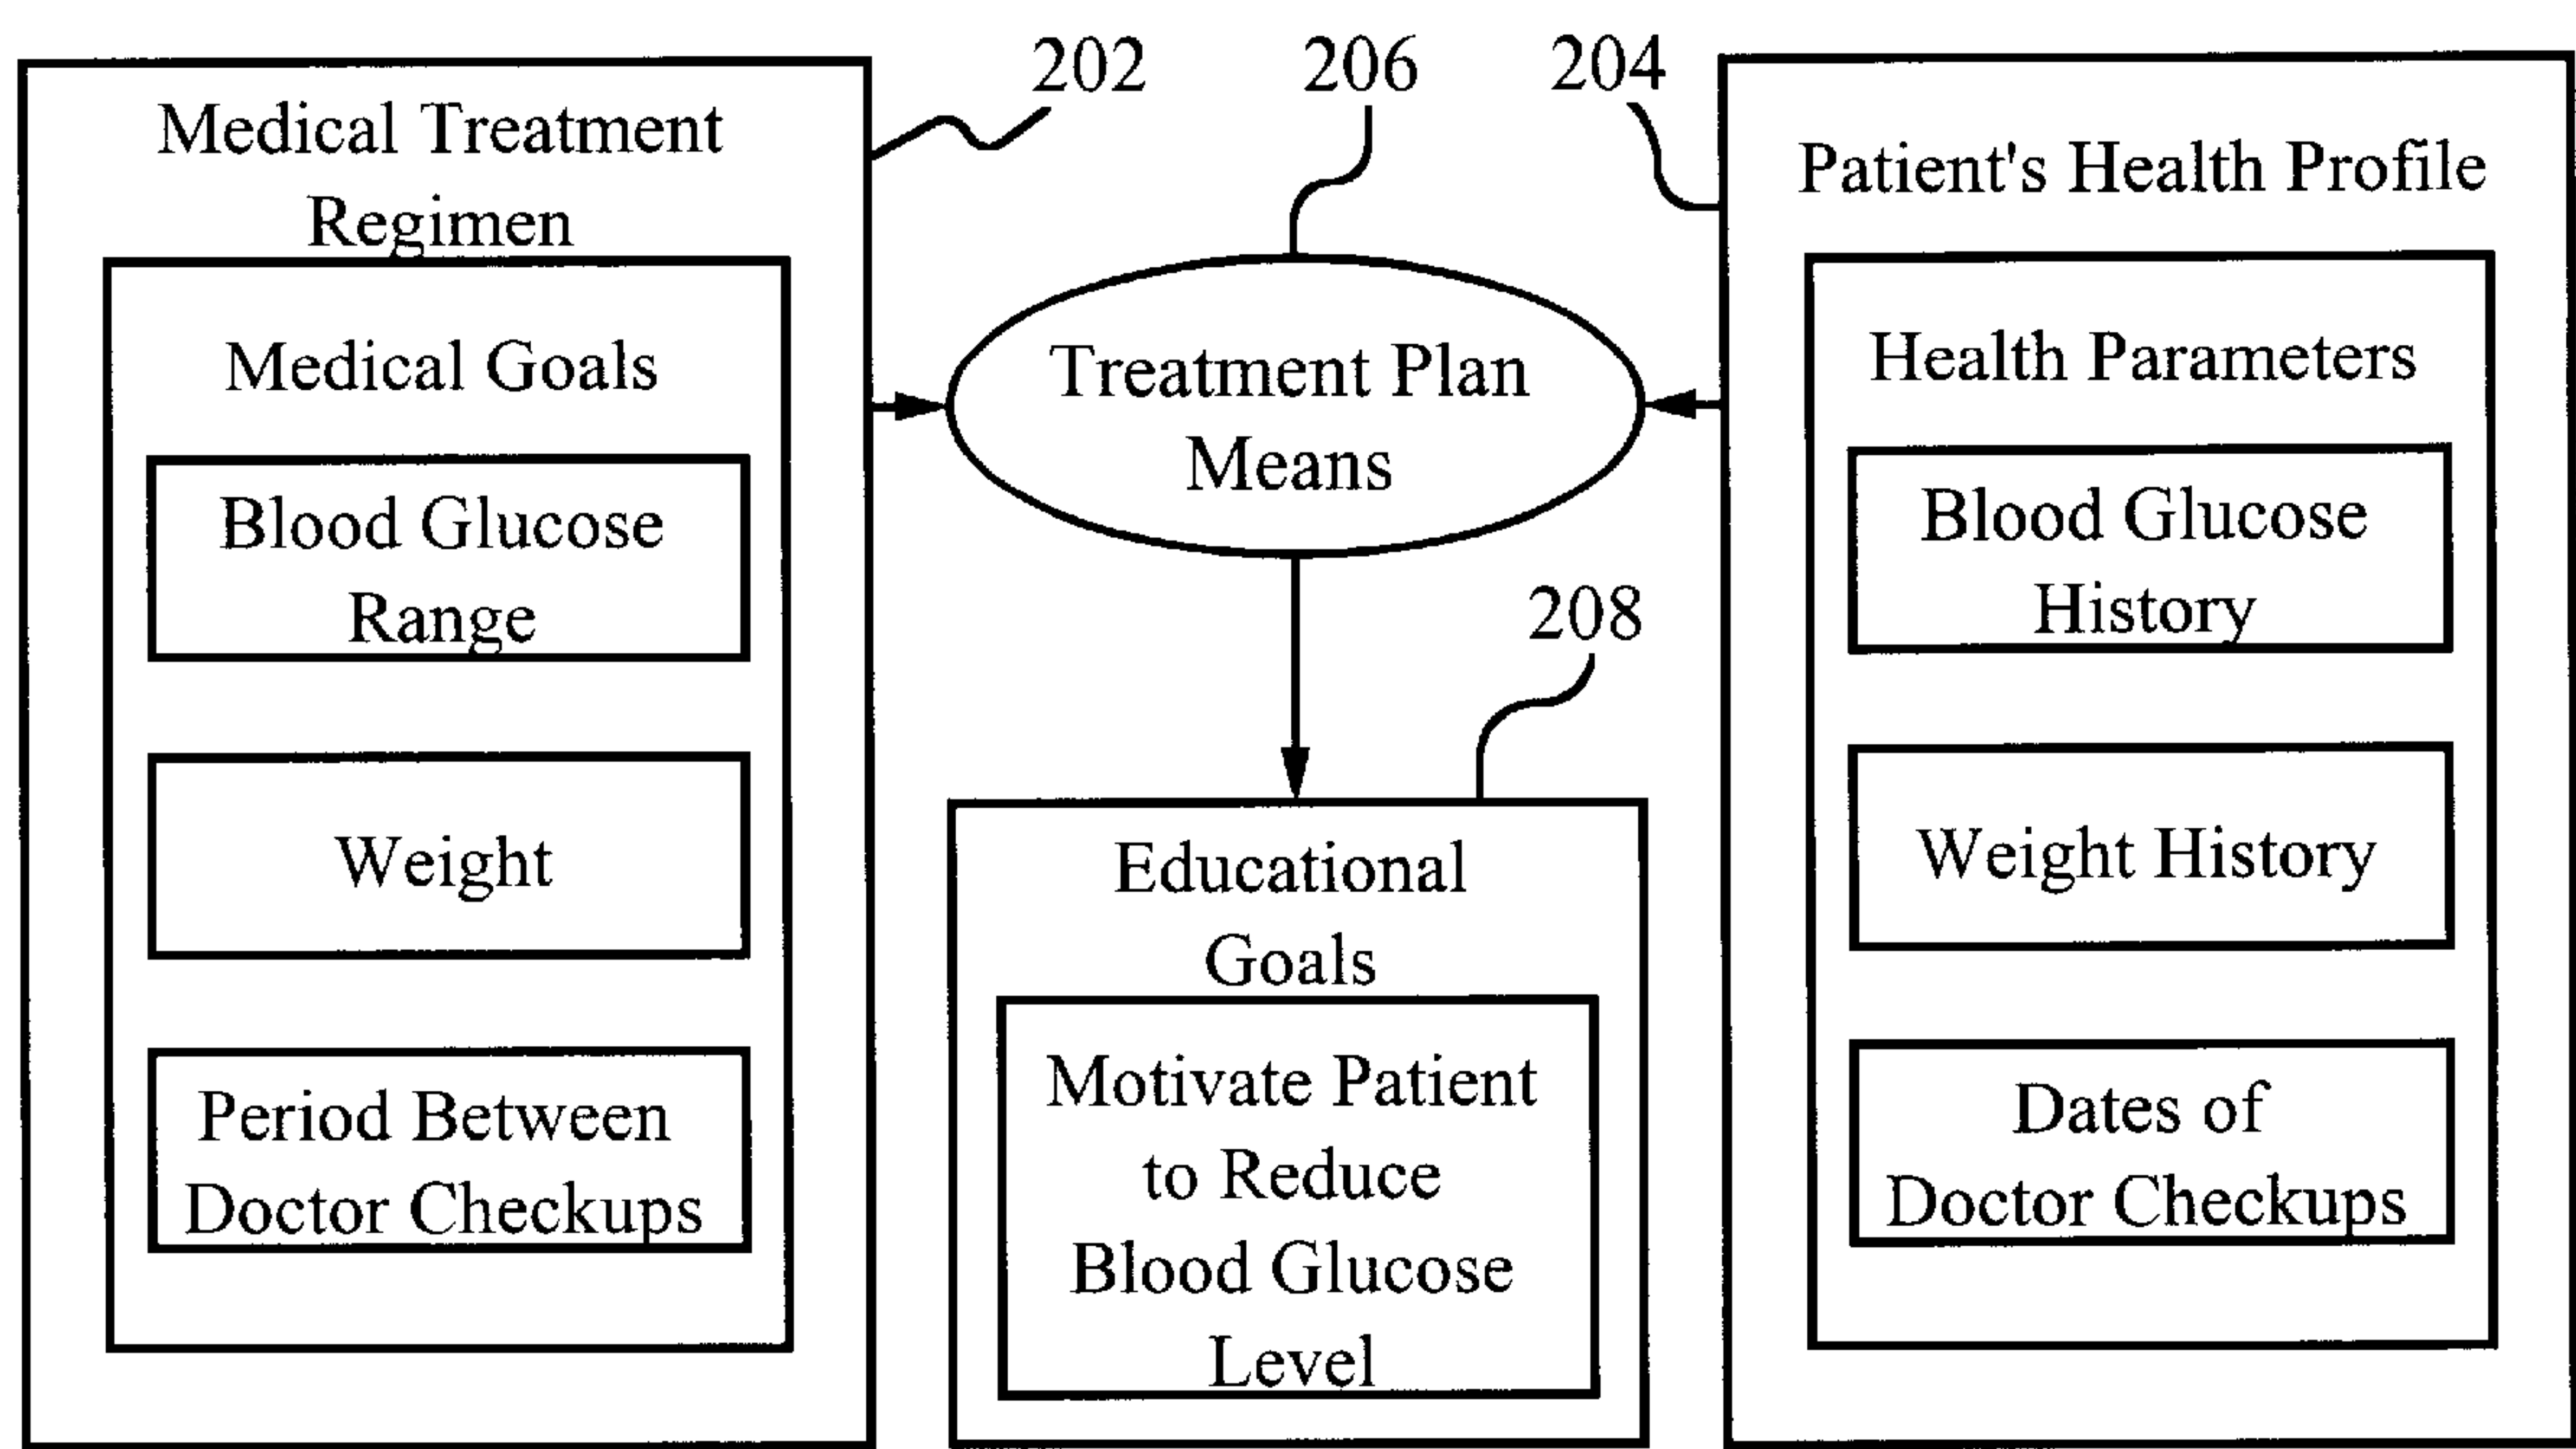 202
206
204
Medical Treatment
Regimen
Medical Goals
Blood Glucose
Range
Weight
Period Between
Doctor Checkups
Treatment Plan
Means
208
Educational
Goals
Motivate Patient
to Reduce
Blood Glucose
Level
Patient's Health Profile
Health Parameters
Blood Glucose
History
Weight History
Dates of
Doctor Checkups